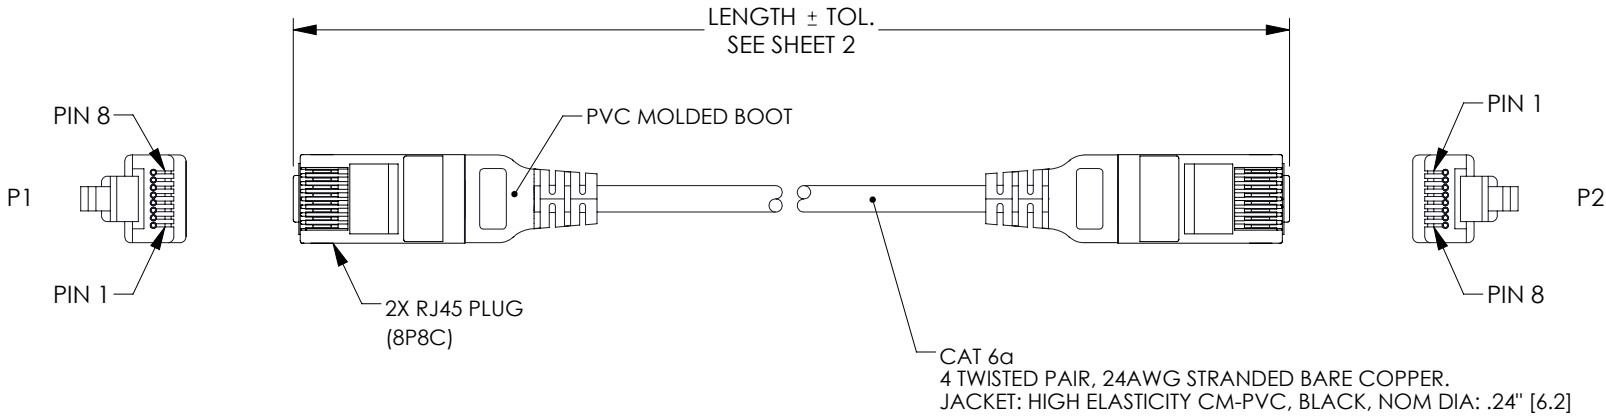 LENGTH ± TOL.
SEE SHEET 2
PIN 8
PVC MOLDED BOOT
PIN 1
P1
P2
PIN 1
2X RJ45 PLUG
(8P8C)
PIN 8
CAT 6a
4 TWISTED PAIR, 24AWG STRANDED BARE COPPER.
JACKET: HIGH ELASTICITY CM-PVC, BLACK, NOM DIA: .24" [6.2]